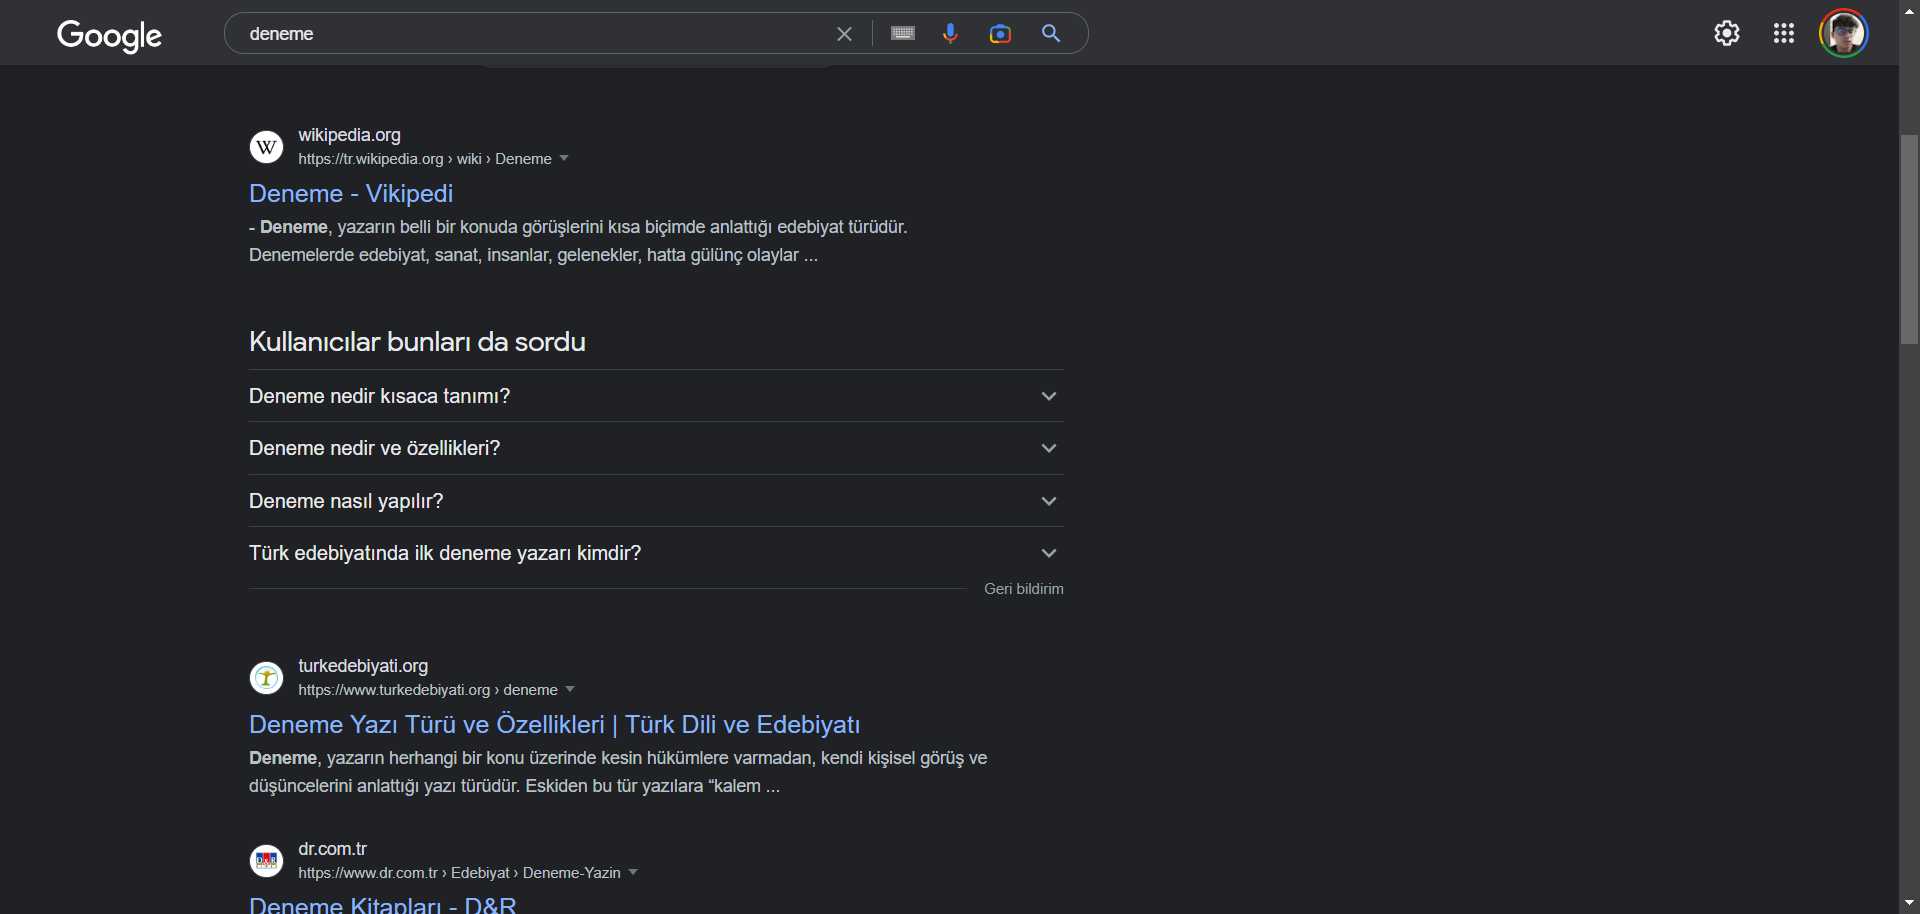 Google
deneme
wikipedia.org
https://tr.wikipedia.org › wiki › Deneme
Deneme - Vikipedi
- Deneme, yazarın belli bir konuda görüşlerini kısa biçimde anlattığı edebiyat türüdür.
Denemelerde edebiyat, sanat, insanlar, gelenekler, hatta gülünç olaylar ...
Kullanıcılar bunları da sordu
Deneme nedir kısaca tanımı?
Deneme nedir ve özellikleri?
Deneme nasıl yapılır?
Türk edebiyatında ilk deneme yazarı kimdir?
Geri bildirim
turkedebiyati.org
https://www.turkedebiyati.org › deneme
Deneme Yazı Türü ve Özellikleri | Türk Dili ve Edebiyatı
Deneme, yazarın herhangi bir konu üzerinde kesin hükümlere varmadan, kendi kişisel görüş ve
düşüncelerini anlattığı yazı türüdür. Eskiden bu tür yazılara “kalem ...
D&R
dr.com.tr
https://www.dr.com.tr › Edebiyat › Deneme-Yazin
Deneme Kitapları - D&R